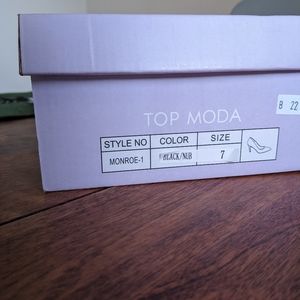 TOP MODA
B 22
STYLE NO COLOR SIZE
MONROE-1 BLACK/NUB 7